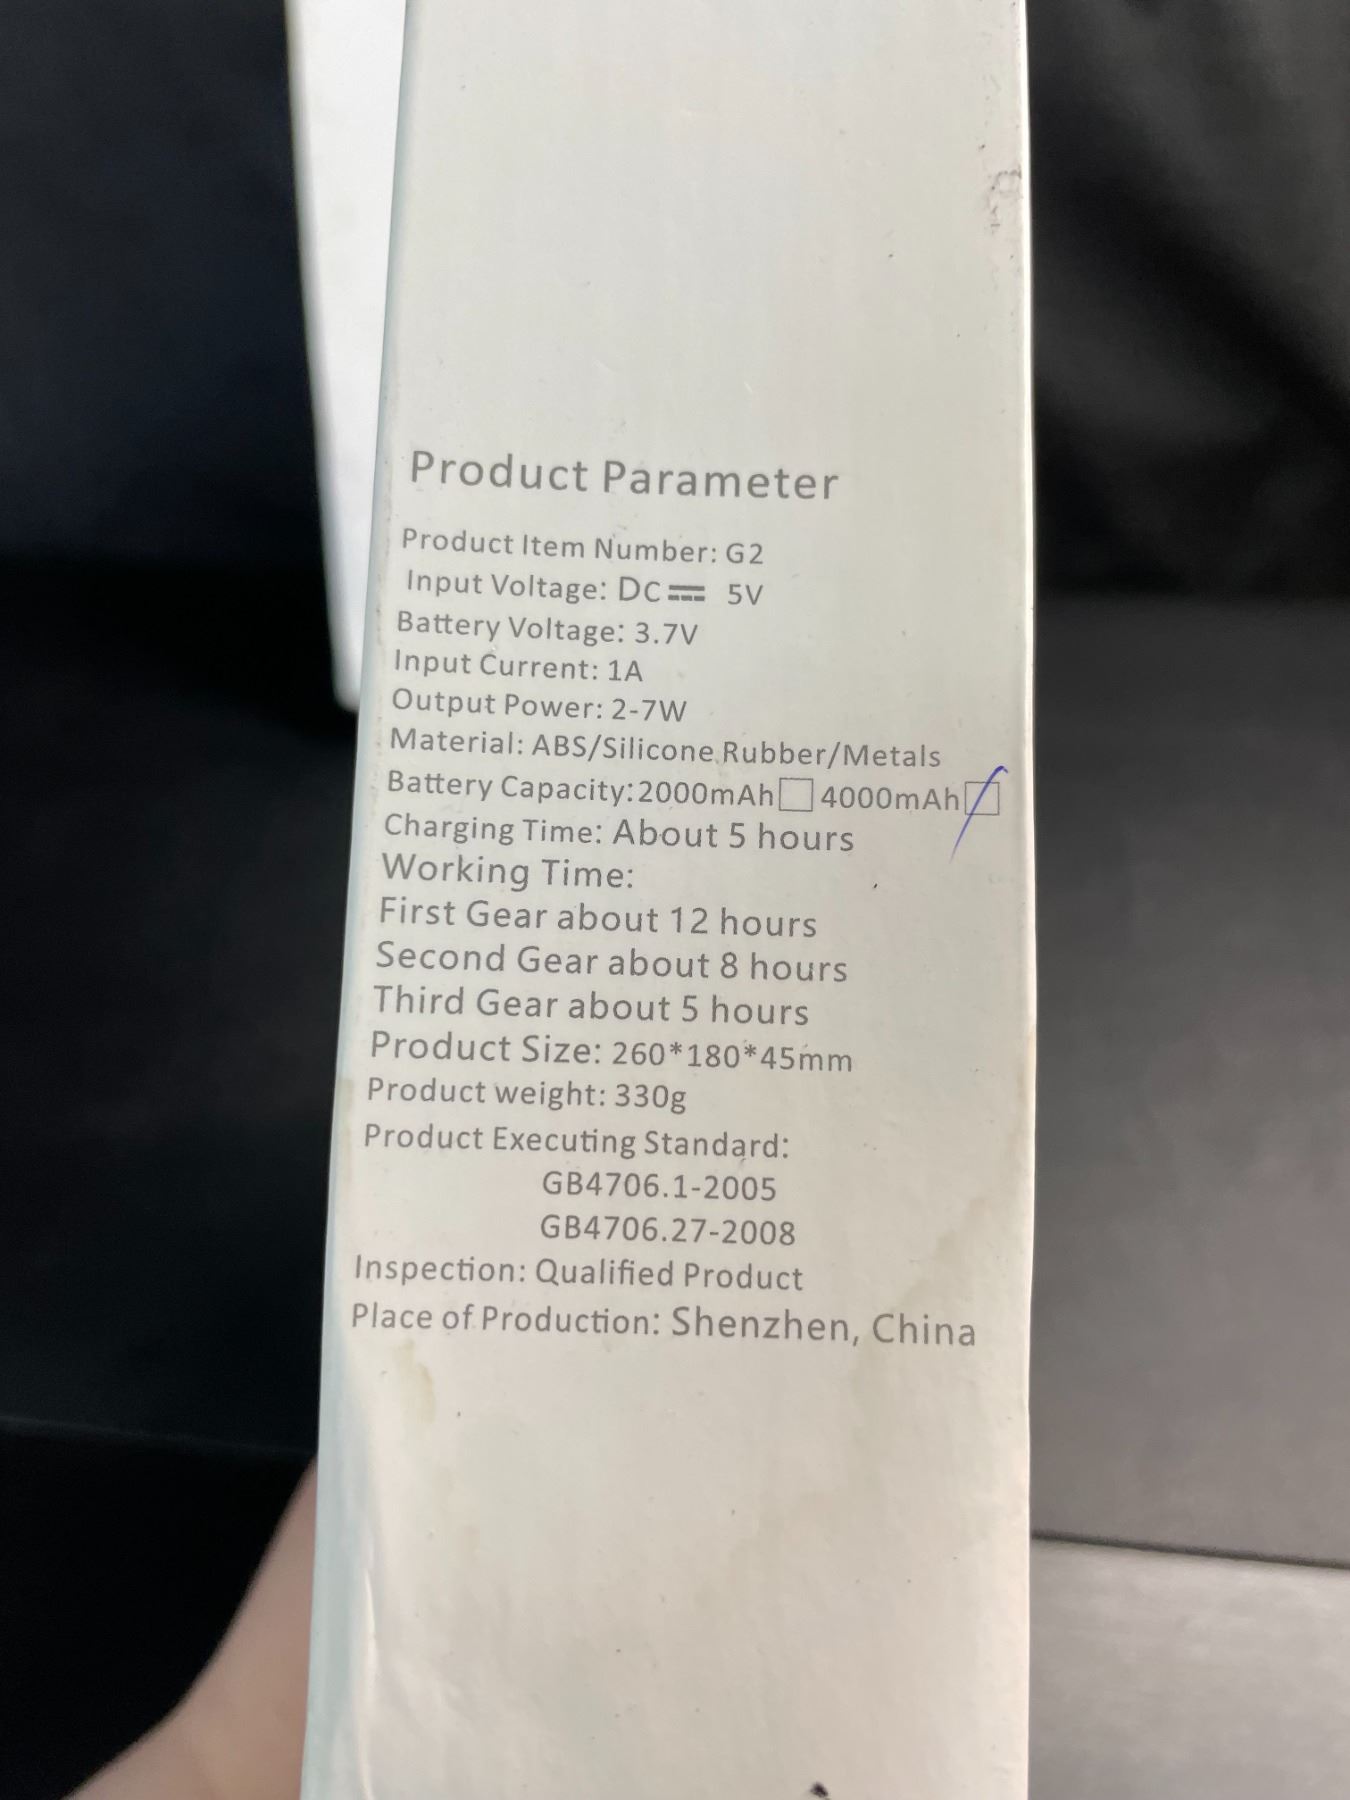 Product Parameter
Product Item Number: G2
Input Voltage: DC⎓ 5V
Battery Voltage: 3.7V
Input Current: 1A
Output Power: 2-7W
Material: ABS/Silicone Rubber/Metals
Battery Capacity:2000mAh☐ 4000mAh☑
Charging Time: About 5 hours
Working Time:
First Gear about 12 hours
Second Gear about 8 hours
Third Gear about 5 hours
Product Size: 260*180*45mm
Product weight: 330g
Product Executing Standard:
GB4706.1-2005
GB4706.27-2008
Inspection: Qualified Product
Place of Production: Shenzhen, China